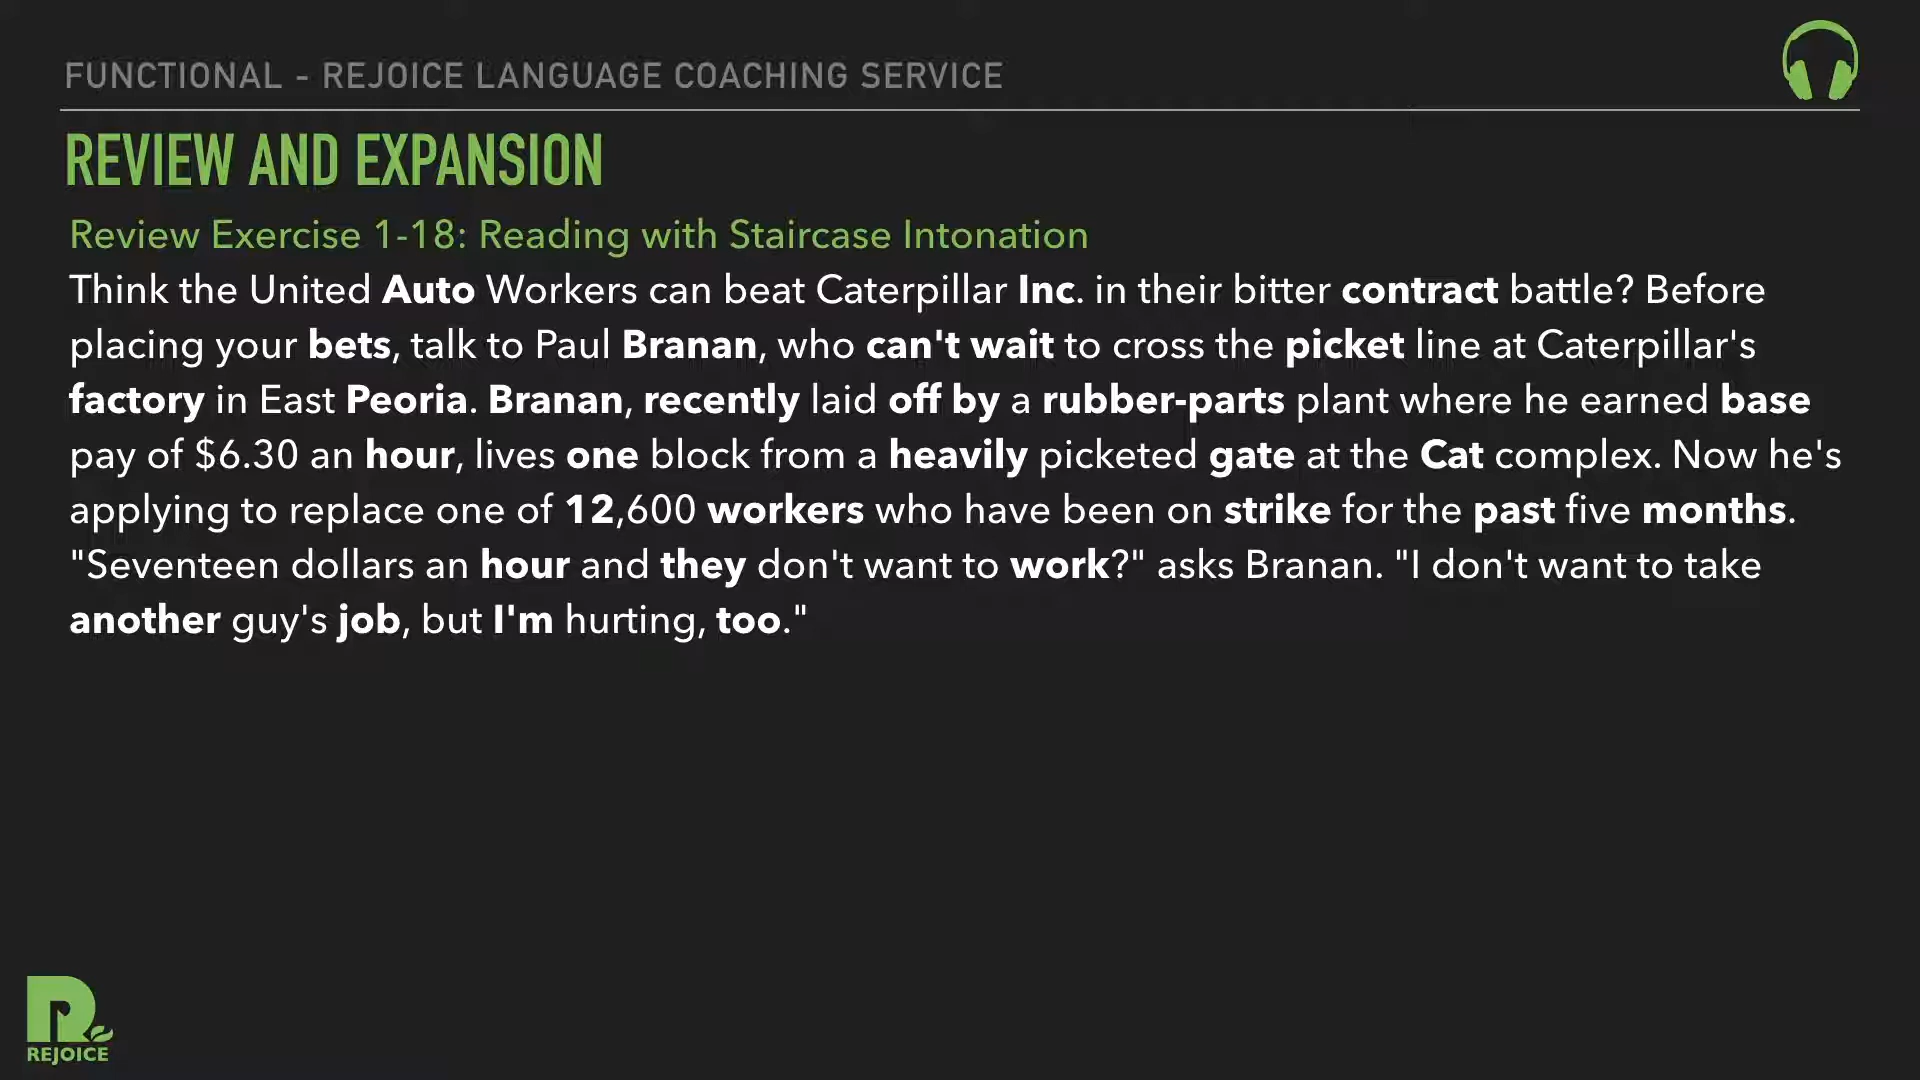 FUNCTIONAL - REJOICE LANGUAGE COACHING SERVICE
REVIEW AND EXPANSION
Review Exercise 1-18: Reading with Staircase Intonation
Think the United Auto Workers can beat Caterpillar Inc. in their bitter contract battle? Before
placing your bets, talk to Paul Branan, who can't wait to cross the picket line at Caterpillar's
factory in East Peoria. Branan, recently laid off by a rubber-parts plant where he earned base
pay of $6.30 an hour, lives one block from a heavily picketed gate at the Cat complex. Now he's
applying to replace one of 12,600 workers who have been on strike for the past five months.
"Seventeen dollars an hour and they don't want to work?" asks Branan. "I don't want to take
another guy's job, but I'm hurting, too."
REJOICE